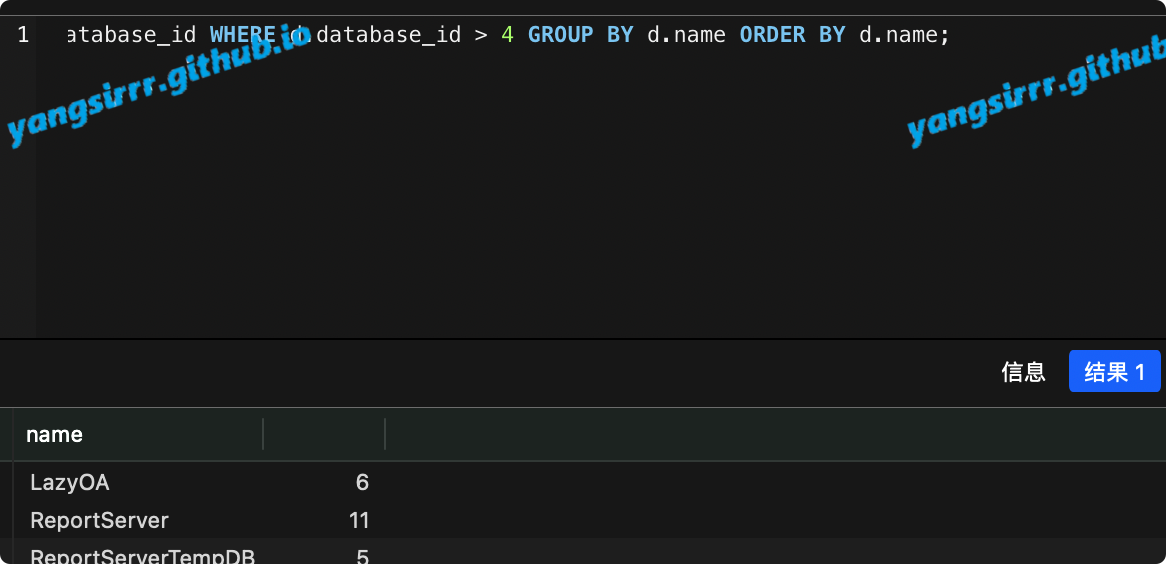 1 atabase_id WHERE d.database_id > 4 GROUP BY d.name ORDER BY d.name;
yangsirrr.github.io
yangsirrr.github
信息 结果 1
name
LazyOA 6
ReportServer 11
ReportServerTempDB 5